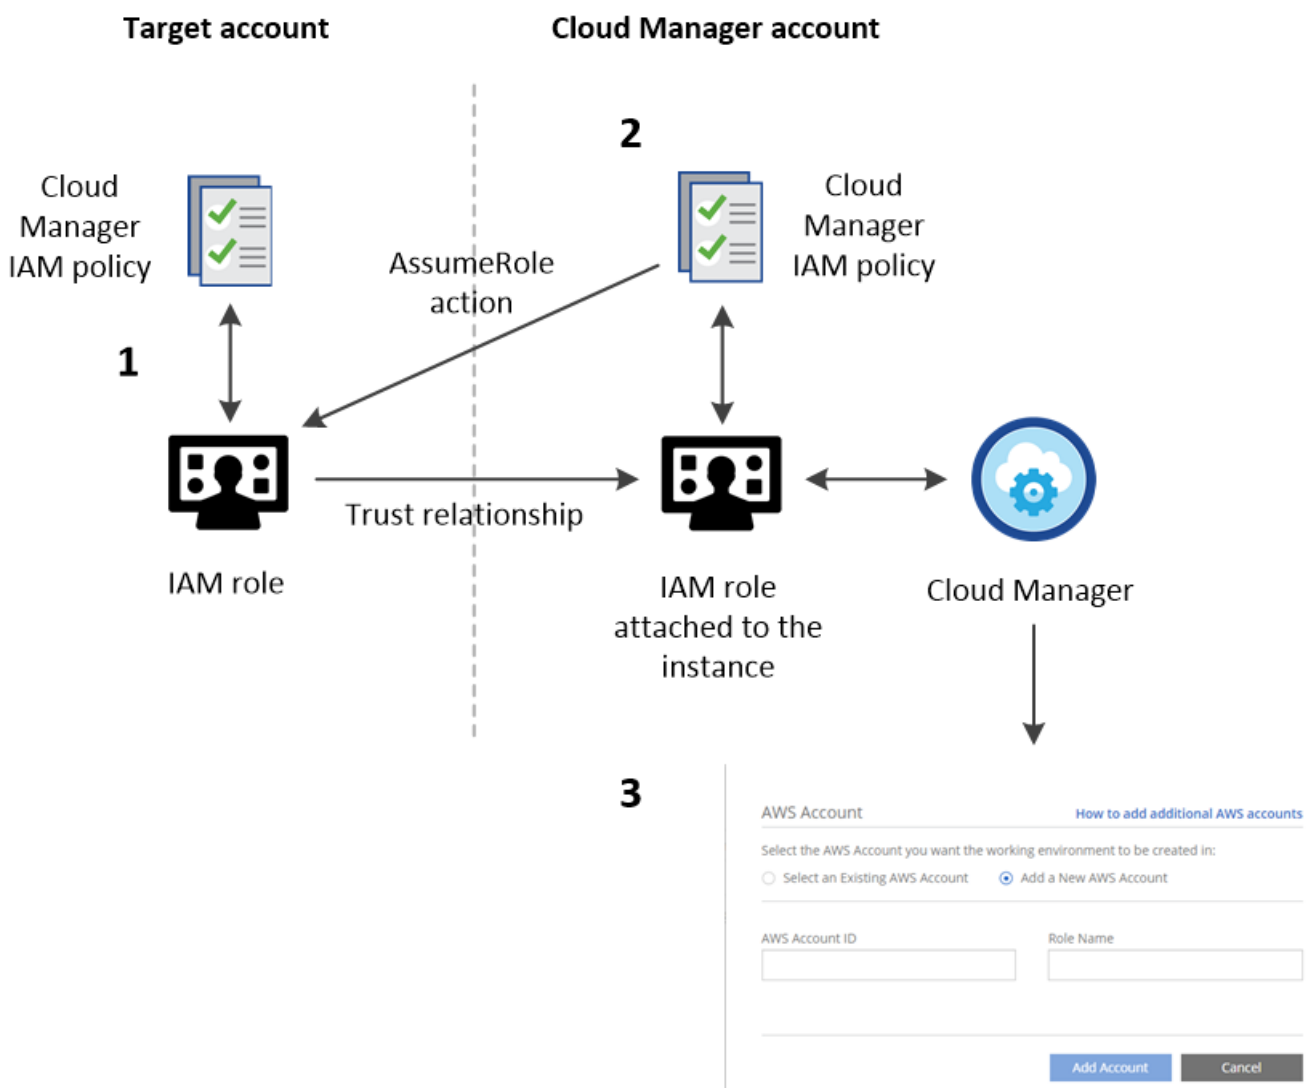 Target account
Cloud Manager account
2
Cloud
Manager
IAM policy
AssumeRole
action
Cloud
Manager
IAM policy
1
Trust relationship
IAM role
IAM role
attached to the
instance
Cloud Manager
3
AWS Account
How to add additional AWS accounts
Select the AWS Account you want the working environment to be created in:
Select an Existing AWS Account
Add a New AWS Account
AWS Account ID
Role Name
Add Account
Cancel